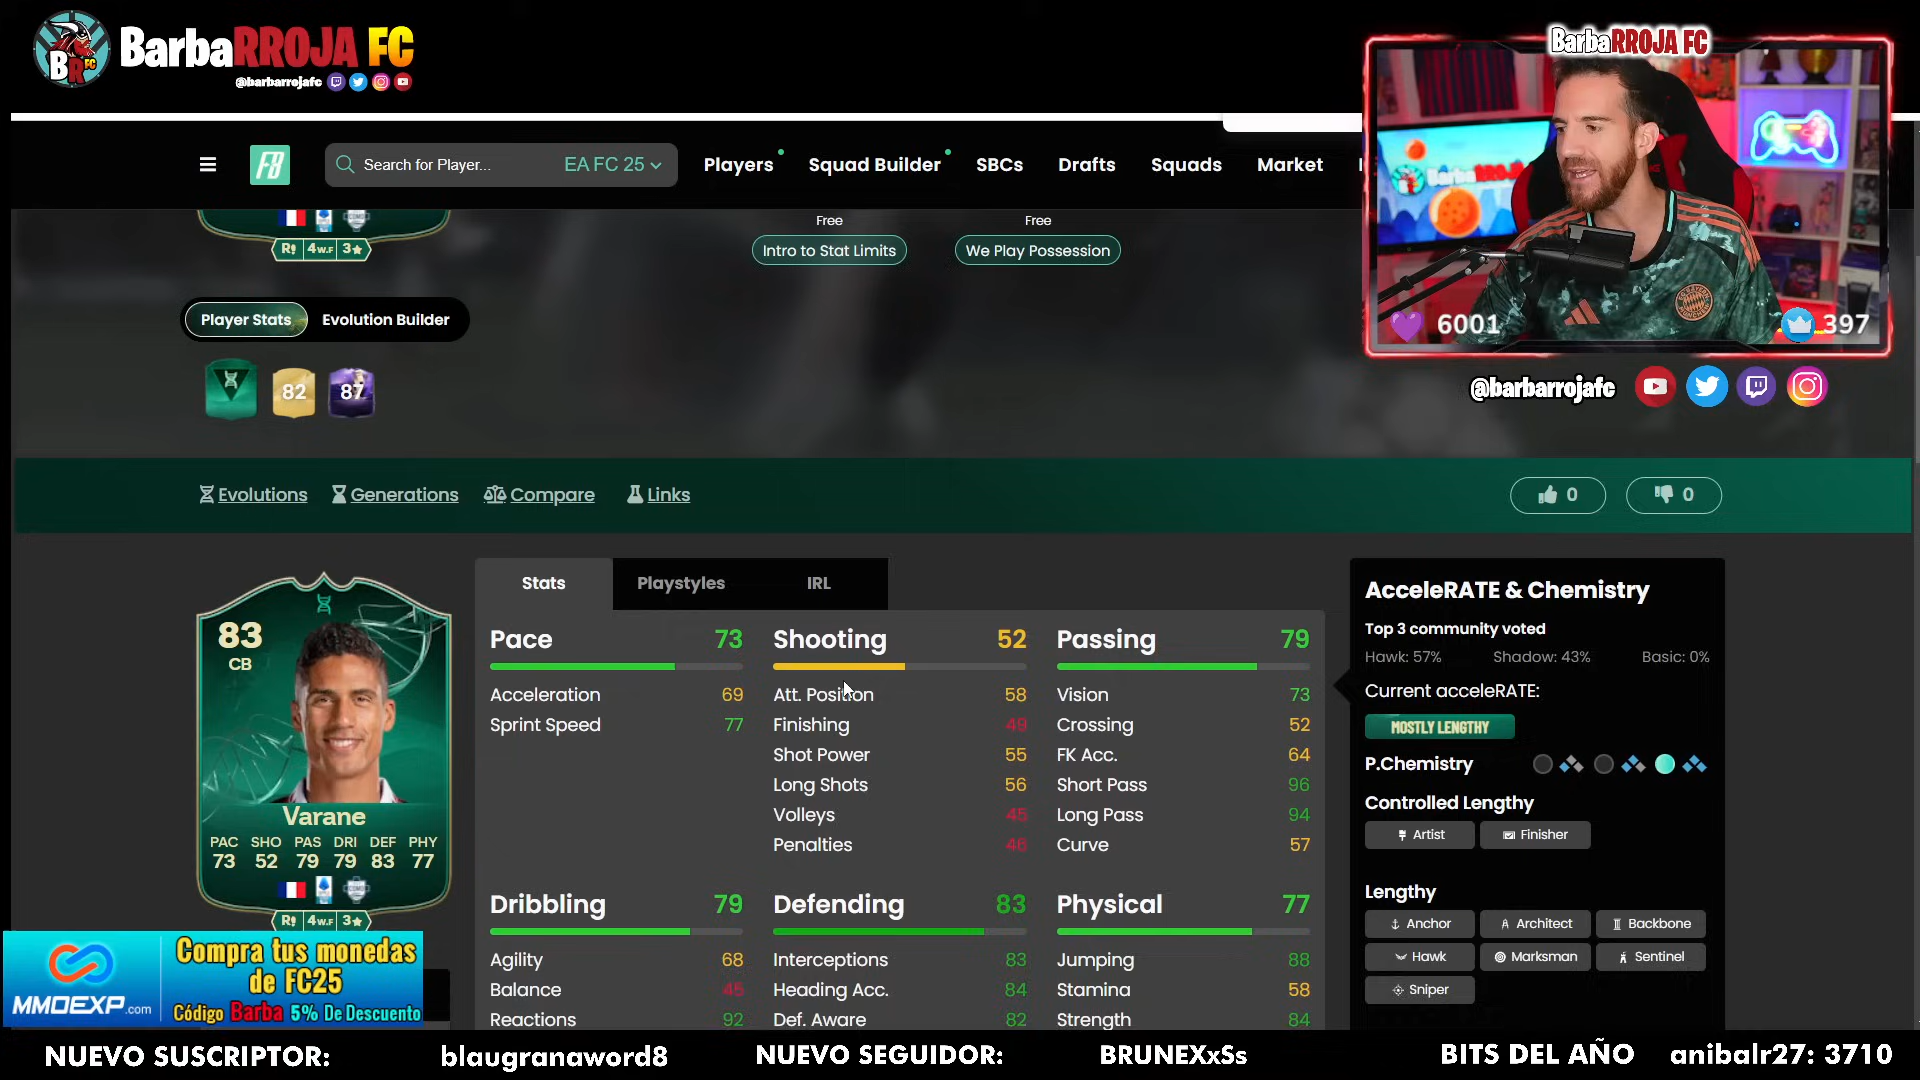 BarbaRROJA FC
@barbarrojafc
BarbaRROJA FC
Search for Player...
EA FC 25
Players
Squad Builder
SBCs
Drafts
Squads
Market
R 4 W.F 3★
Free
Intro to Stat Limits
Free
We Play Possession
6001
397
Player Stats
Evolution Builder
82
87
@barbarrojafc
Evolutions
Generations
Compare
Links
0
0
83
CB
Varane
PAC SHO PAS DRI DEF PHY
73 52 79 79 83 77
R 4 W.F 3★
Stats
Playstyles
IRL
Pace 73
Acceleration 69
Sprint Speed 77
Shooting 52
Att. Position 58
Finishing 49
Shot Power 55
Long Shots 56
Volleys 45
Penalties 46
Passing 79
Vision 73
Crossing 52
FK Acc. 64
Short Pass 96
Long Pass 94
Curve 57
Dribbling 79
Agility 68
Balance 45
Reactions 92
Defending 83
Interceptions 83
Heading Acc. 84
Def. Aware 82
Physical 77
Jumping 88
Stamina 58
Strength 84
AcceleRATE & Chemistry
Top 3 community voted
Hawk: 57%
Shadow: 43%
Basic: 0%
Current acceleRATE:
MOSTLY LENGTHY
P.Chemistry
Controlled Lengthy
Artist
Finisher
Lengthy
Anchor
Architect
Backbone
Hawk
Marksman
Sentinel
Sniper
MMOEXP.com
Compra tus monedas
de FC25
Código Barba 5% De Descuento
NUEVO SUSCRIPTOR: blaugranaword8
NUEVO SEGUIDOR: BRUNEXxSs
BITS DEL AÑO anibalr27: 3710